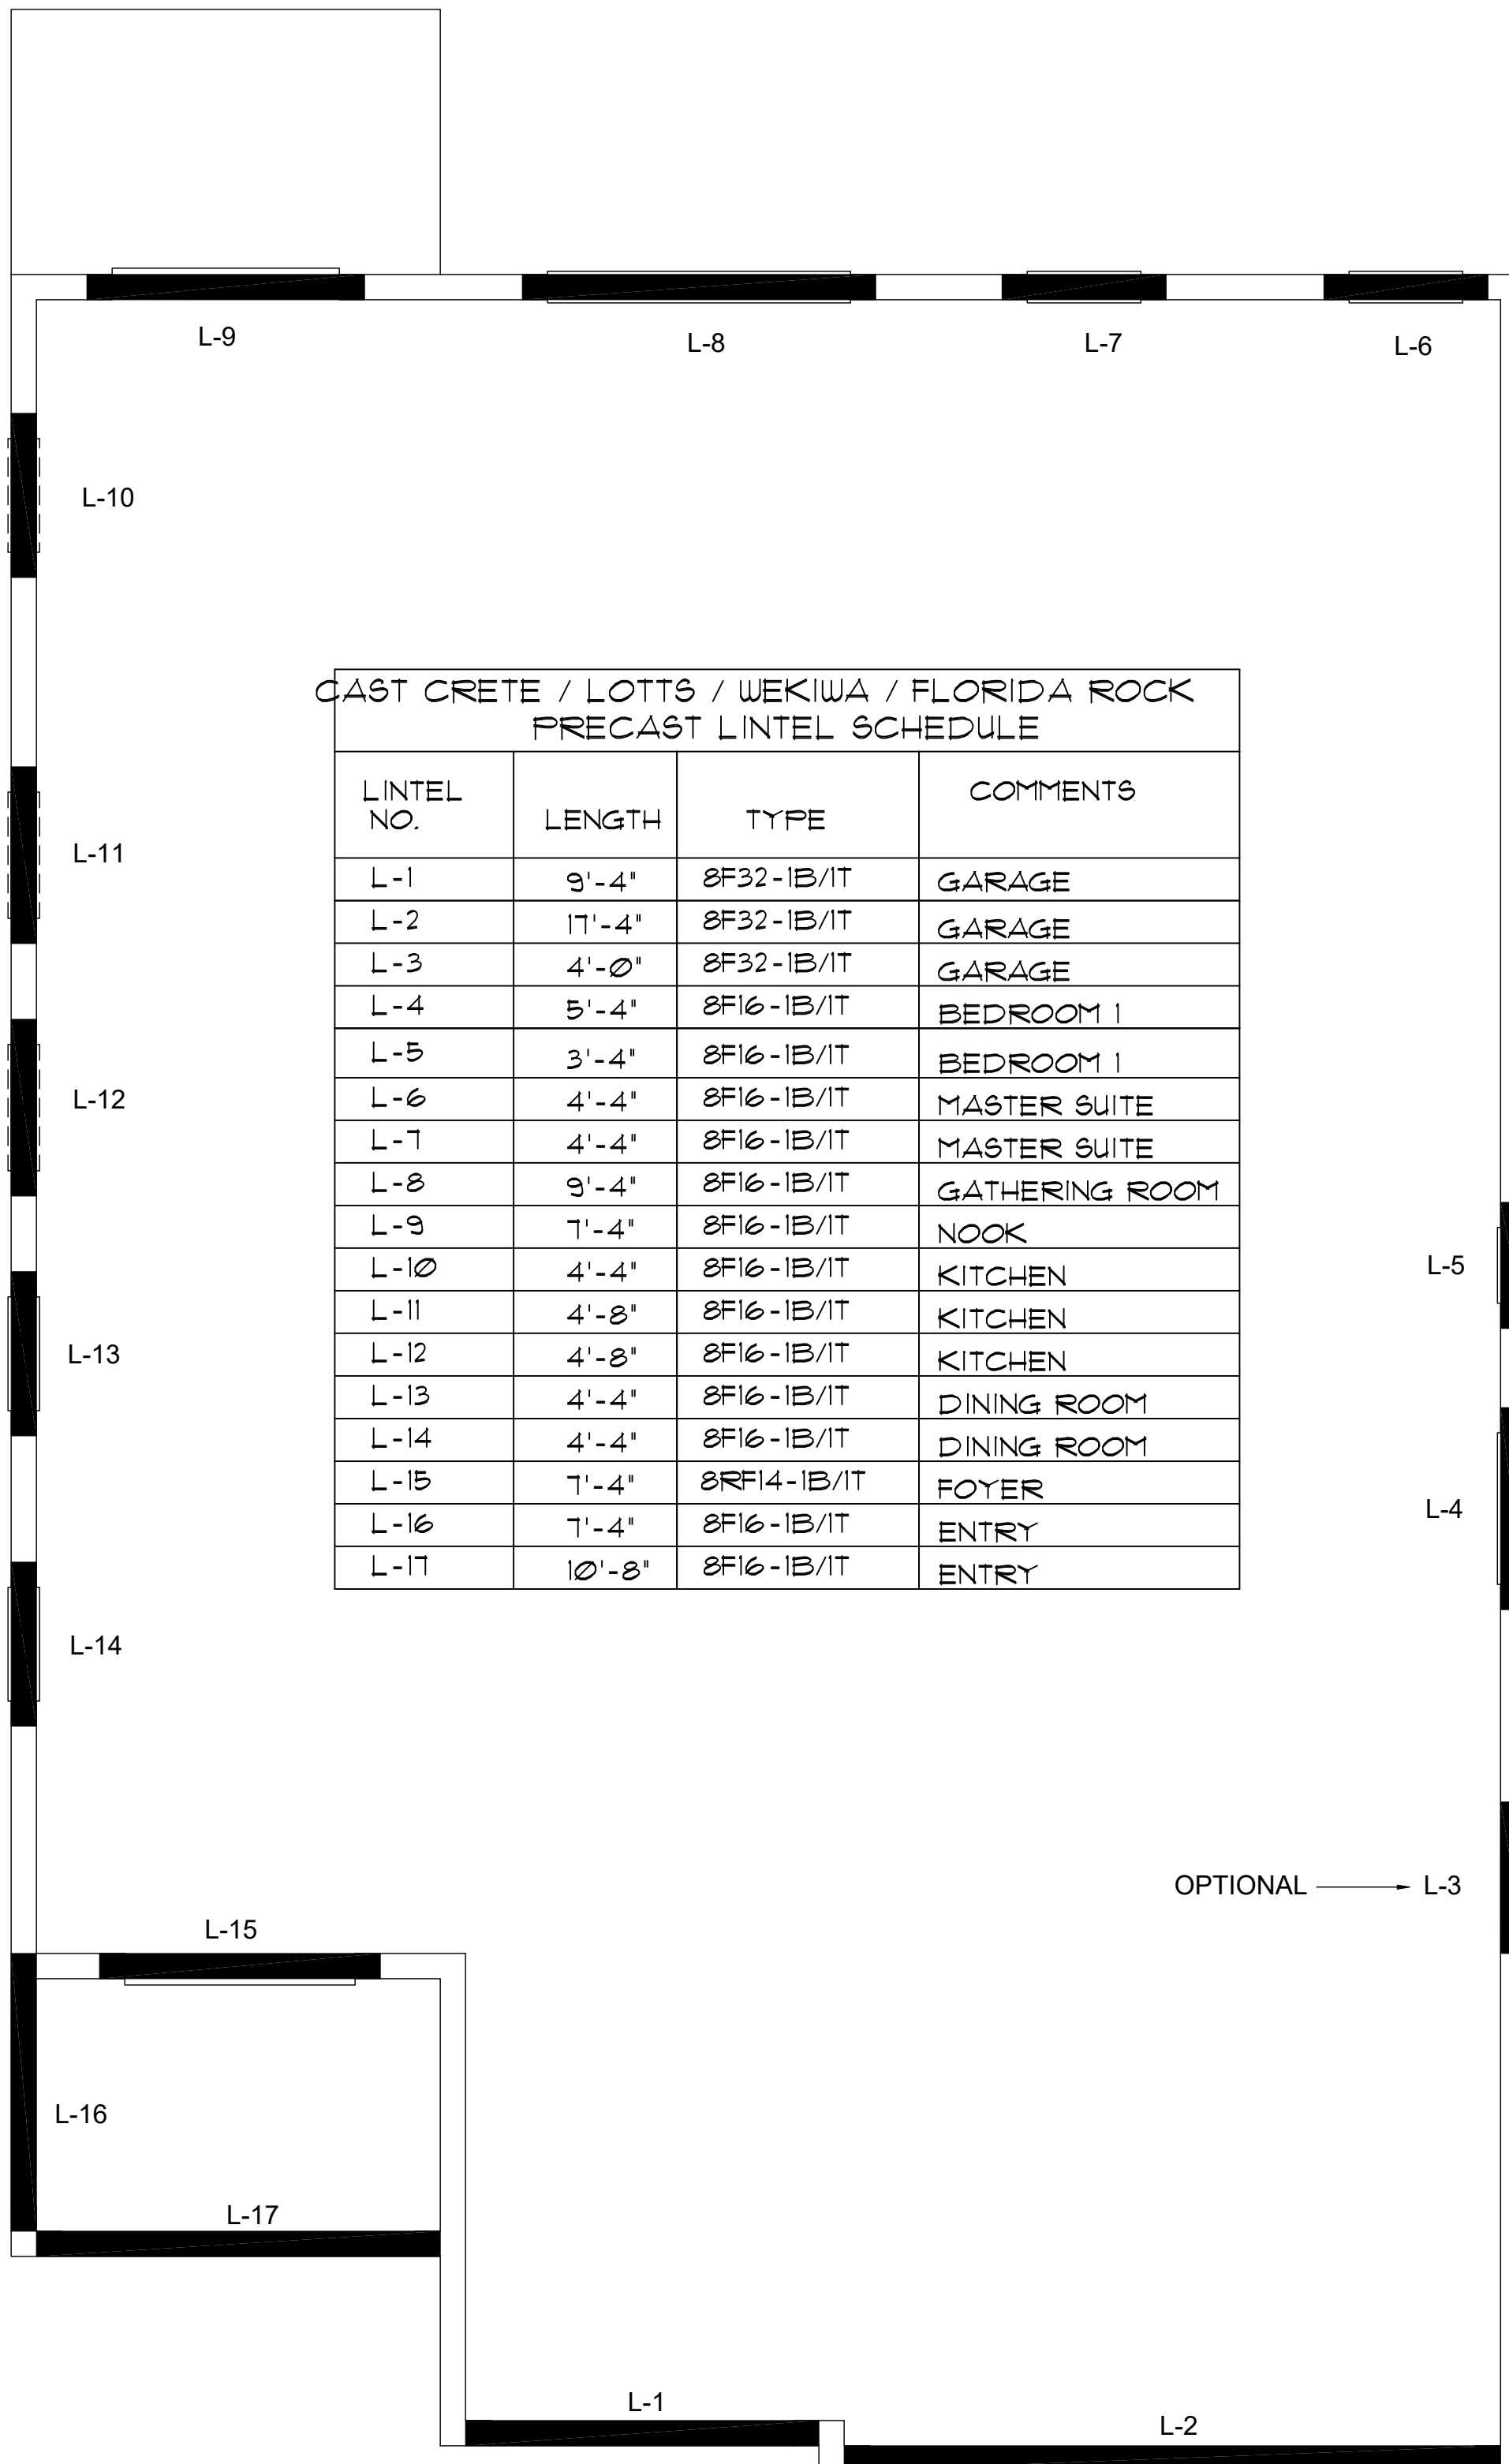 L-9
L-8
L-7
L-6
L-10
CAST CRETE / LOTTS / WEKIWA / FLORIDA ROCK
PRECAST LINTEL SCHEDULE
LINTEL NO. LENGTH TYPE COMMENTS
L-1 9'-4" 8F32-1B/1T GARAGE
L-2 17'-4" 8F32-1B/1T GARAGE
L-3 4'-0" 8F32-1B/1T GARAGE
L-4 5'-4" 8F16-1B/1T BEDROOM 1
L-5 3'-4" 8F16-1B/1T BEDROOM 1
L-6 4'-4" 8F16-1B/1T MASTER SUITE
L-7 4'-4" 8F16-1B/1T MASTER SUITE
L-8 9'-4" 8F16-1B/1T GATHERING ROOM
L-9 7'-4" 8F16-1B/1T NOOK
L-10 4'-4" 8F16-1B/1T KITCHEN
L-11 4'-8" 8F16-1B/1T KITCHEN
L-12 4'-8" 8F16-1B/1T KITCHEN
L-13 4'-4" 8F16-1B/1T DINING ROOM
L-14 4'-4" 8F16-1B/1T DINING ROOM
L-15 7'-4" 8RF14-1B/1T FOYER
L-16 7'-4" 8F16-1B/1T ENTRY
L-17 10'-8" 8F16-1B/1T ENTRY
L-11
L-12
L-5
L-13
L-4
L-14
OPTIONAL L-3
L-15
L-16
L-17
L-1
L-2